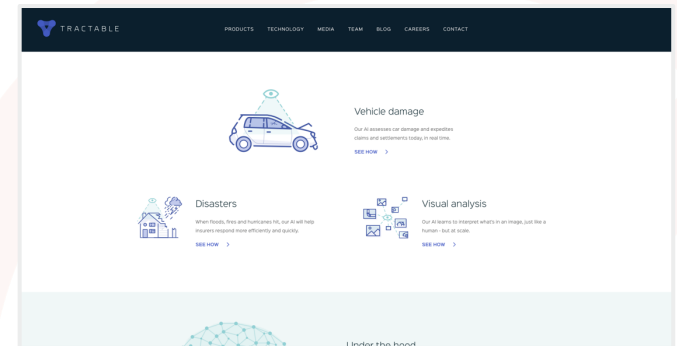 TRACTABLE
PRODUCTS TECHNOLOGY MEDIA TEAM BLOG CAREERS CONTACT
Vehicle damage
Our AI assesses car damage and expedites
claims and settlements today, in real time.
SEE HOW >
Disasters
When floods, fires and hurricanes hit, our AI will help
insurers respond more efficiently and quickly.
SEE HOW >
Visual analysis
Our AI learns to interpret what's in an image, just like a
human - but at scale.
SEE HOW >
Under the hood